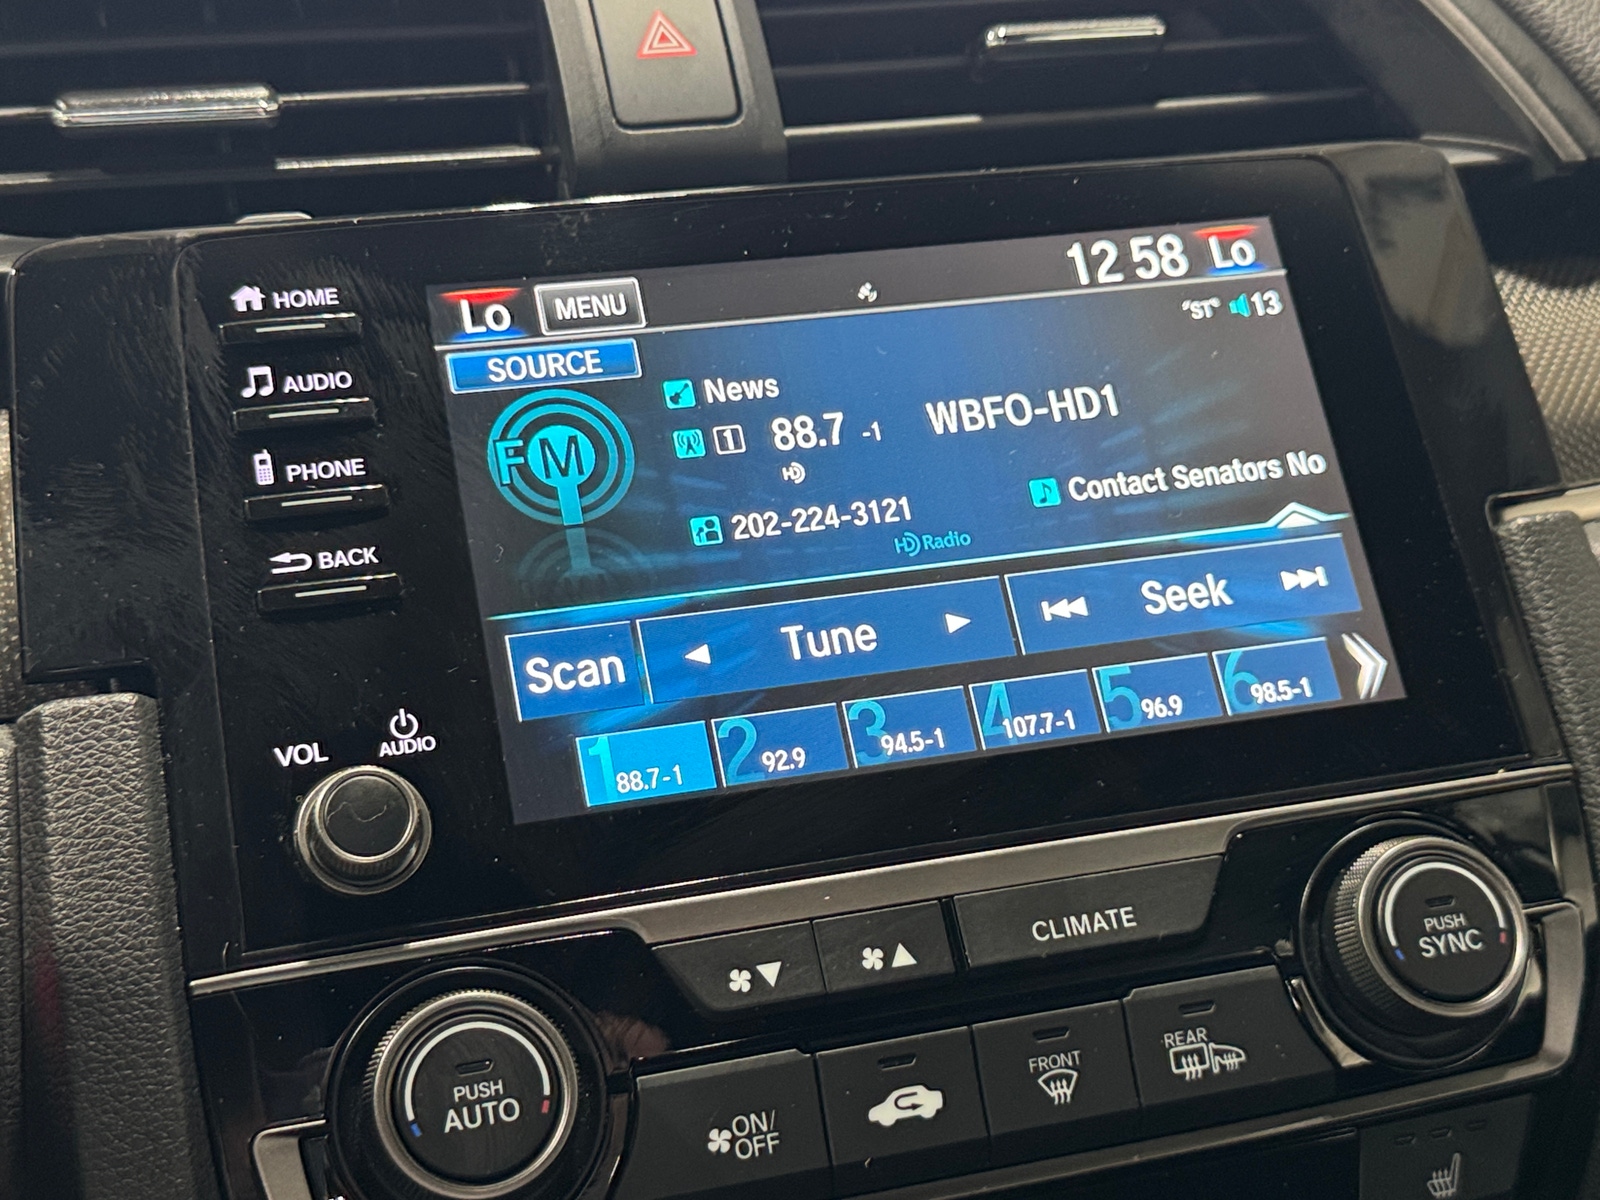 HOME
AUDIO
PHONE
BACK
VOL
AUDIO
Lo
MENU
12 58
Lo
SOURCE
"ST"
13
FM
News
1
88.7 -1
WBFO-HD1
HD
202-224-3121
Contact Senators No
HD Radio
Scan
Tune
Seek
1 88.7-1
2 92.9
3 94.5-1
4 107.7-1
5 96.9
6 98.5-1
CLIMATE
PUSH
SYNC
PUSH
AUTO
ON/
OFF
FRONT
REAR